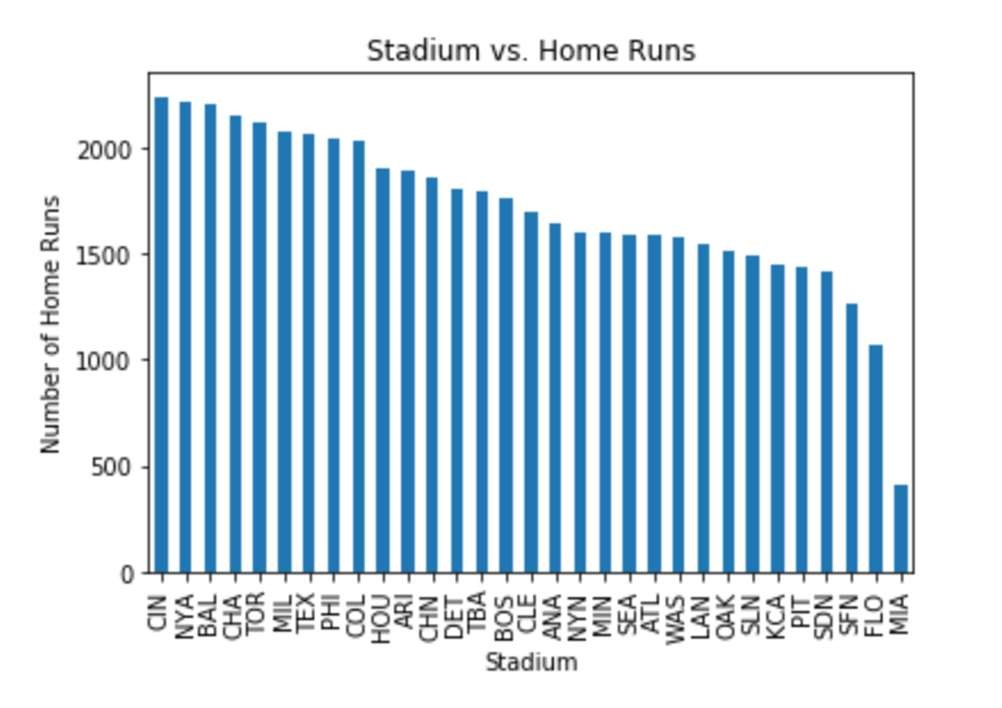 Stadium vs. Home Runs
Number of Home Runs
2000
1500
1000
500
0
CIN
NYA
BAL
CHA
TOR
MIL
TEX
PHI
COL
HOU
ARI
CHN
DET
TBA
BOS
CLE
ANA
NYN
MIN
SEA
ATL
WAS
LAN
OAK
SLN
KCA
PIT
SDN
SFN
FLO
MIA
Stadium